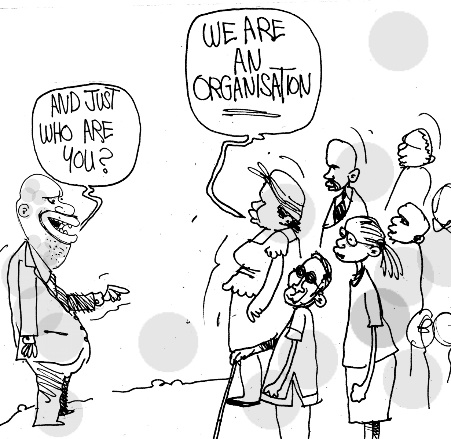 AND JUST
WHO ARE
YOU?
WE ARE
AN
ORGANISATION